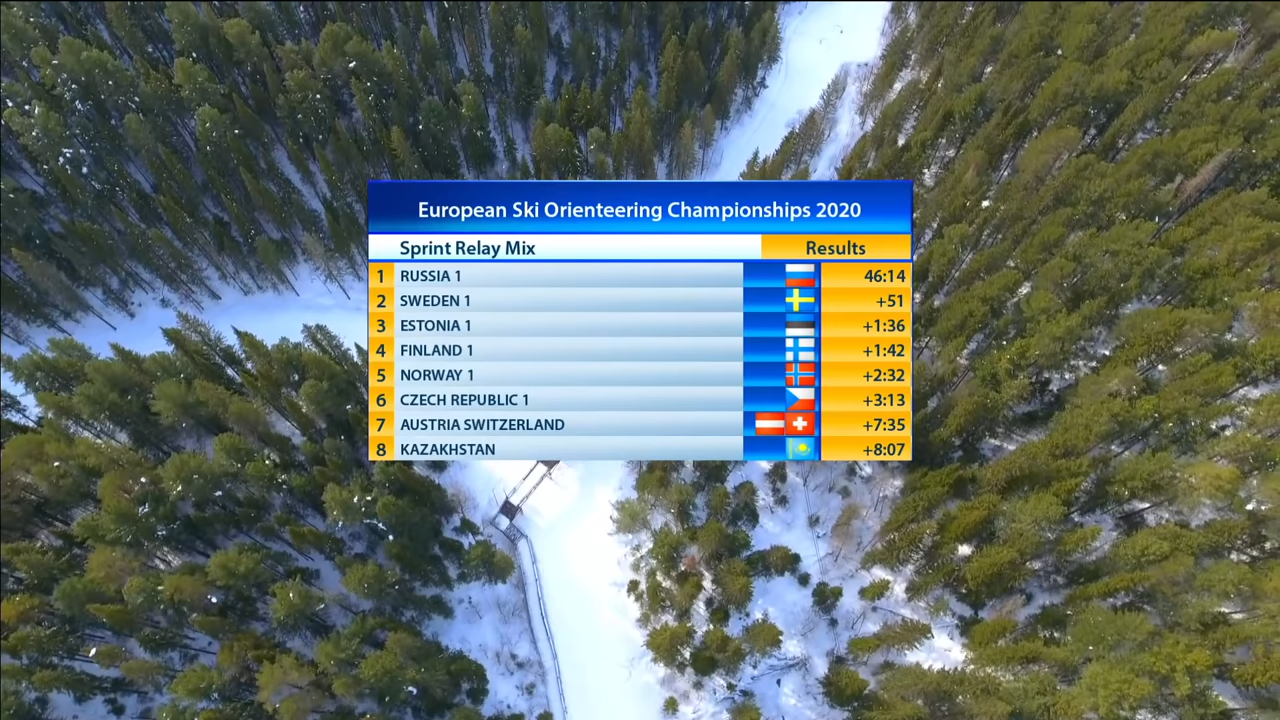 European Ski Orienteering Championships 2020
Sprint Relay Mix Results
1 RUSSIA 1 46:14
2 SWEDEN 1 +51
3 ESTONIA 1 +1:36
4 FINLAND 1 +1:42
5 NORWAY 1 +2:32
6 CZECH REPUBLIC 1 +3:13
7 AUSTRIA SWITZERLAND +7:35
8 KAZAKHSTAN +8:07